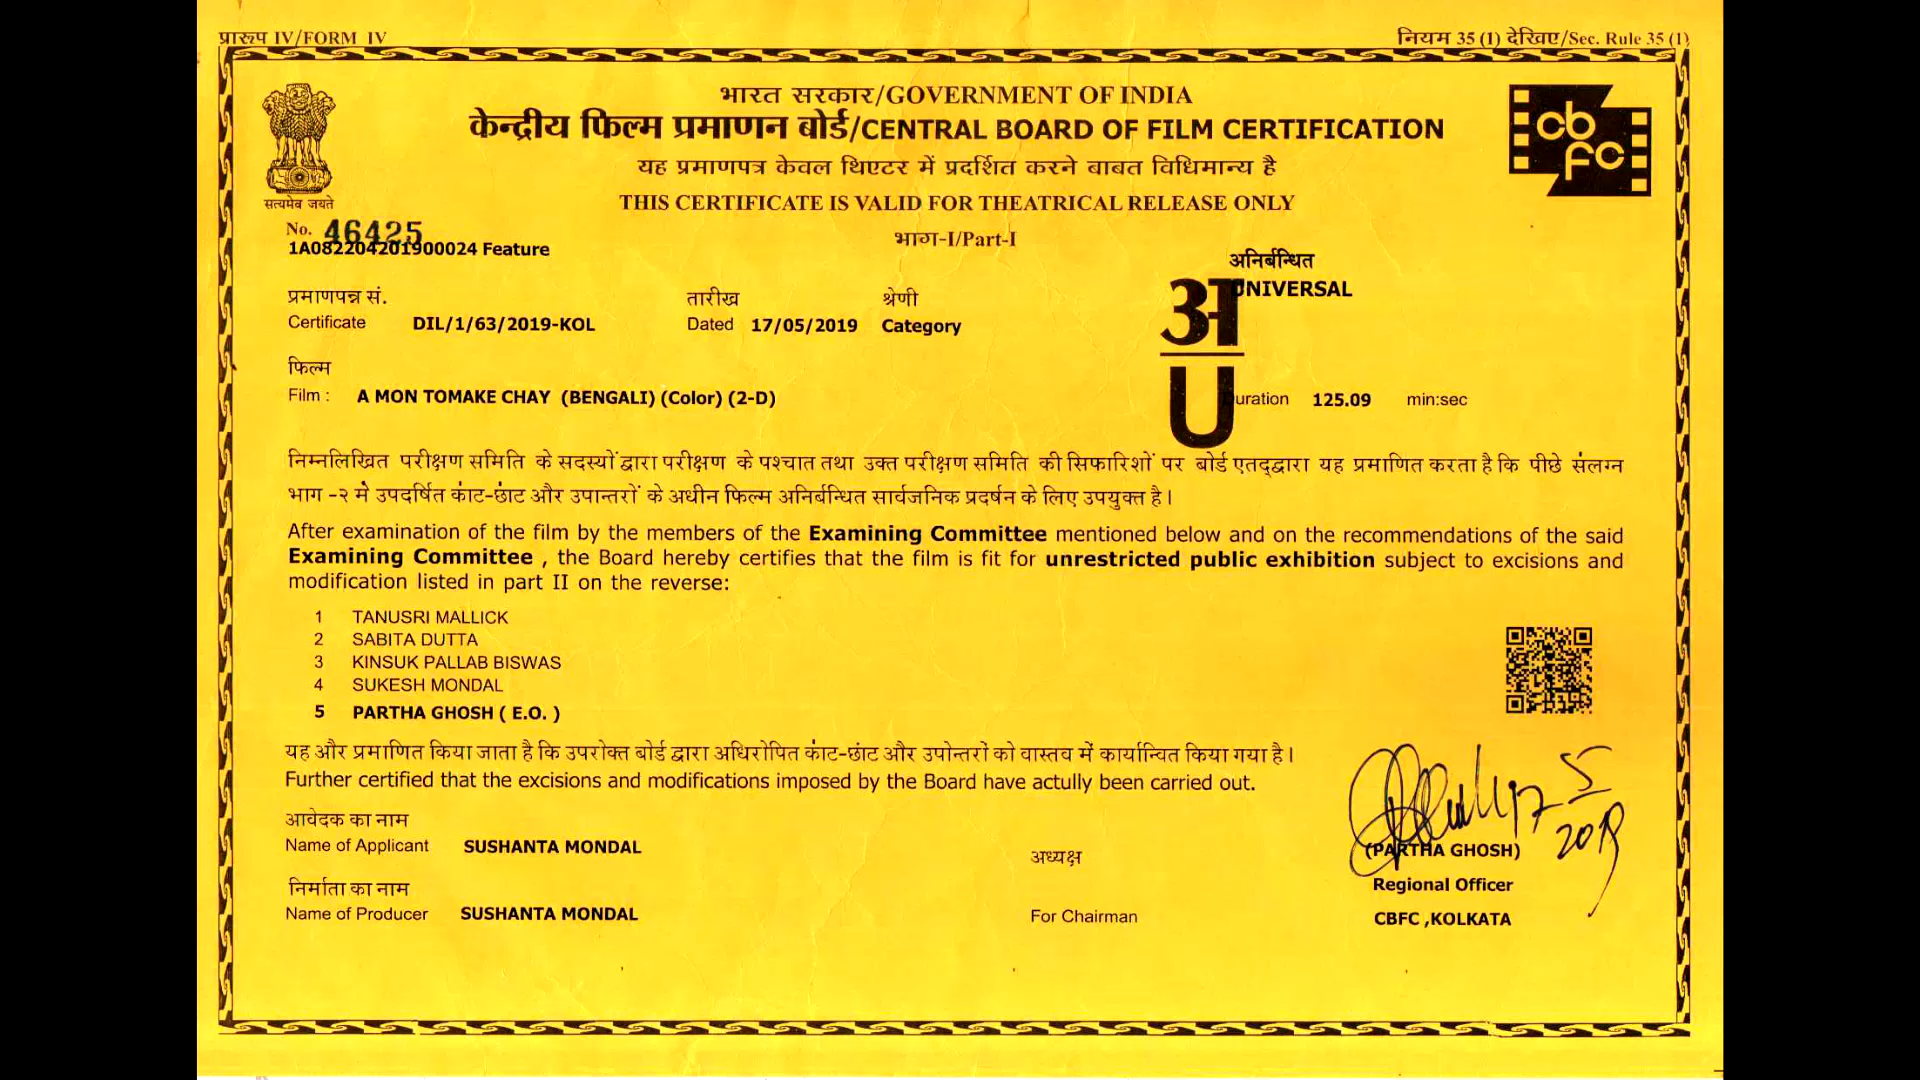 प्रारूप IV/FORM IV
नियम 35 (1) देखिए/Sec. Rule 35 (1)
भारत सरकार/GOVERNMENT OF INDIA
केन्द्रीय फिल्म प्रमाणन बोर्ड/CENTRAL BOARD OF FILM CERTIFICATION
यह प्रमाणपत्र केवल थिएटर में प्रदर्शित करने बाबत विधिमान्य है
THIS CERTIFICATE IS VALID FOR THEATRICAL RELEASE ONLY
cb
fc
सत्यमेव जयते
No. 46425
1A082204201900024 Feature
भाग-I/Part-I
अनिर्बन्धित
UNIVERSAL
अ
U
प्रमाणपत्र सं.
तारीख
श्रेणी
Certificate DIL/1/63/2019-KOL
Dated 17/05/2019
Category
फिल्म
Film : A MON TOMAKE CHAY (BENGALI) (Color) (2-D)
Duration 125.09 min:sec
निम्नलिखित परीक्षण समिति के सदस्यों द्वारा परीक्षण के पश्चात तथा उक्त परीक्षण समिति की सिफारिशों पर बोर्ड एतद्द्वारा यह प्रमाणित करता है कि पीछे संलग्न
भाग -२ में उपदर्षित कांट-छांट और उपान्तरों के अधीन फिल्म अनिर्बन्धित सार्वजनिक प्रदर्षन के लिए उपयुक्त है।
After examination of the film by the members of the Examining Committee mentioned below and on the recommendations of the said
Examining Committee , the Board hereby certifies that the film is fit for unrestricted public exhibition subject to excisions and
modification listed in part II on the reverse:
1 TANUSRI MALLICK
2 SABITA DUTTA
3 KINSUK PALLAB BISWAS
4 SUKESH MONDAL
5 PARTHA GHOSH ( E.O. )
यह और प्रमाणित किया जाता है कि उपरोक्त बोर्ड द्वारा अधिरोपित कांट-छांट और उपोन्तरों को वास्तव में कार्यान्वित किया गया है।
Further certified that the excisions and modifications imposed by the Board have actully been carried out.
आवेदक का नाम
Name of Applicant SUSHANTA MONDAL
निर्माता का नाम
Name of Producer SUSHANTA MONDAL
अध्यक्ष
For Chairman
17 5
2019
(PARTHA GHOSH)
Regional Officer
CBFC ,KOLKATA